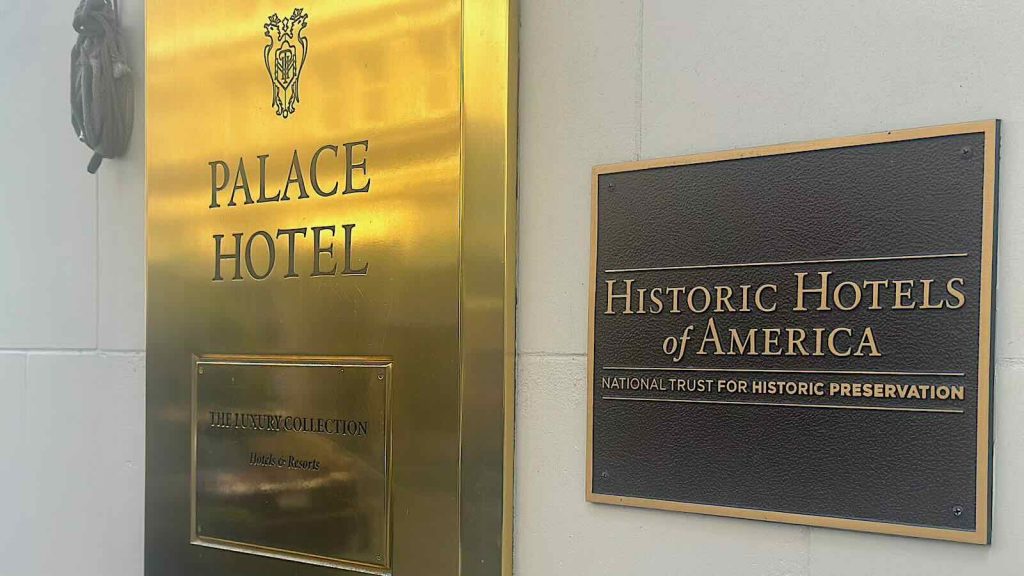 PALACE
HOTEL
THE LUXURY COLLECTION
Hotels & Resorts
HISTORIC HOTELS
of AMERICA
NATIONAL TRUST FOR HISTORIC PRESERVATION